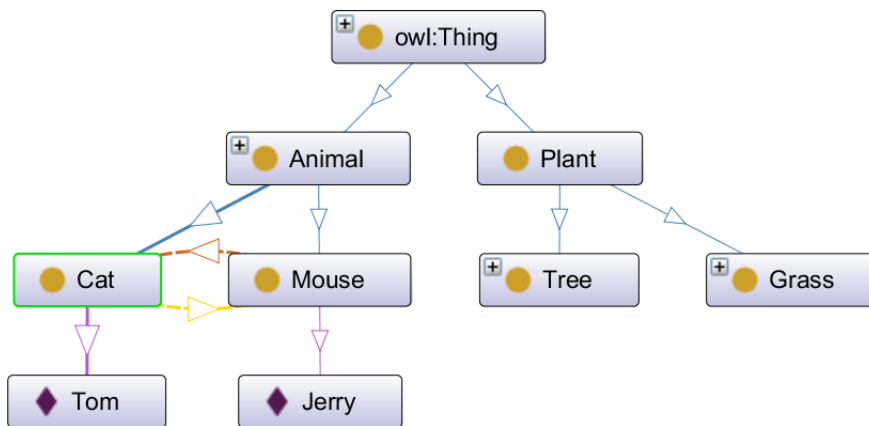 owl:Thing
Animal
Plant
Cat
Mouse
Tree
Grass
Tom
Jerry